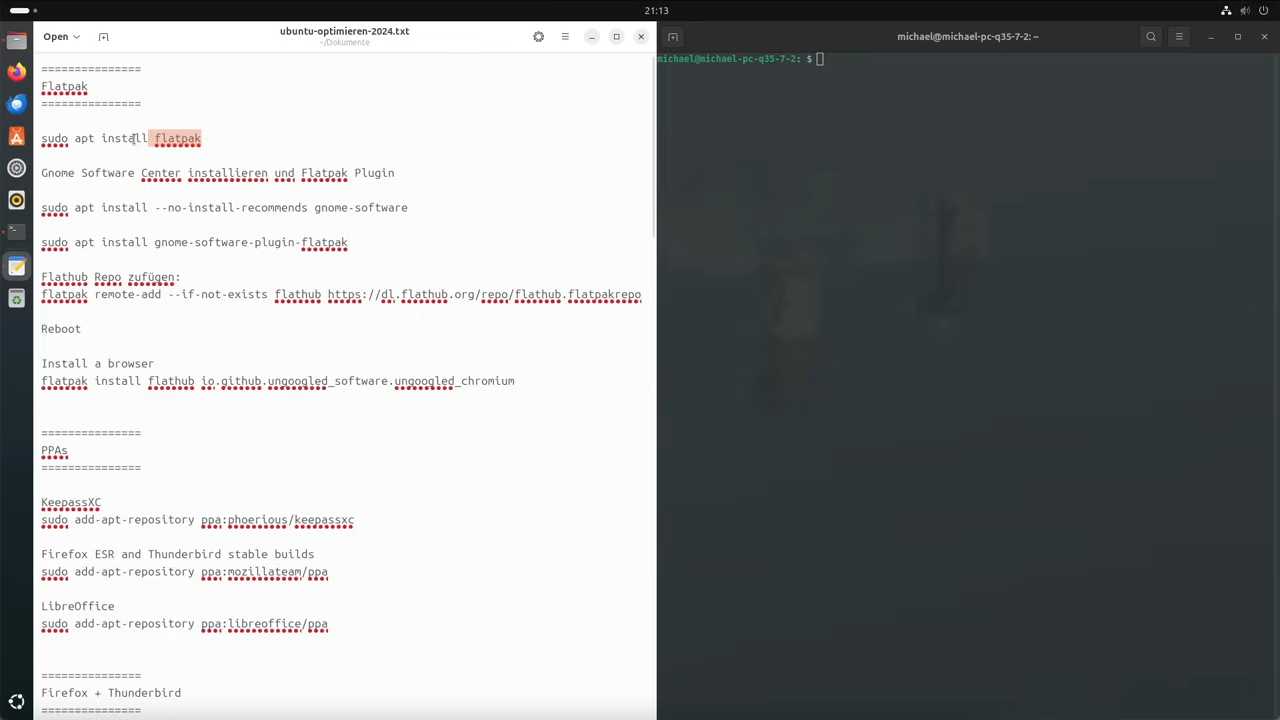 21:13
Open
ubuntu-optimieren-2024.txt
~/Dokumente
michael@michael-pc-q35-7-2: ~
===============
Flatpak
===============
sudo apt install flatpak
Gnome Software Center installieren und Flatpak Plugin
sudo apt install --no-install-recommends gnome-software
sudo apt install gnome-software-plugin-flatpak
Flathub Repo zufügen:
flatpak remote-add --if-not-exists flathub https://dl.flathub.org/repo/flathub.flatpakrepo
Reboot
Install a browser
flatpak install flathub io.github.ungoogled_software.ungoogled_chromium
===============
PPAs
===============
KeepassXC
sudo add-apt-repository ppa:phoerious/keepassxc
Firefox ESR and Thunderbird stable builds
sudo add-apt-repository ppa:mozillateam/ppa
LibreOffice
sudo add-apt-repository ppa:libreoffice/ppa
===============
Firefox + Thunderbird
===============
michael@michael-pc-q35-7-2: $